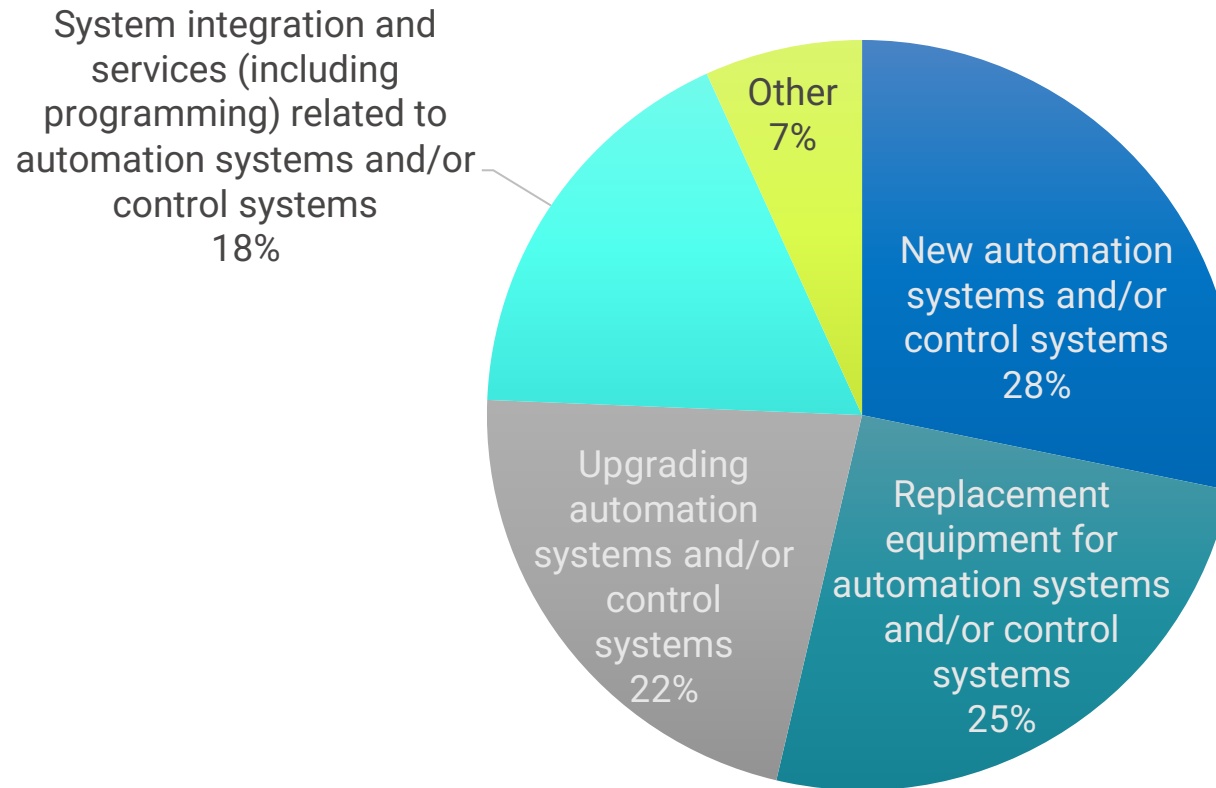 System integration and
services (including
programming) related to
automation systems and/or
control systems
18%
Other
7%
New automation
systems and/or
control systems
28%
Replacement
equipment for
automation systems
and/or control
systems
25%
Upgrading
automation
systems and/or
control
systems
22%